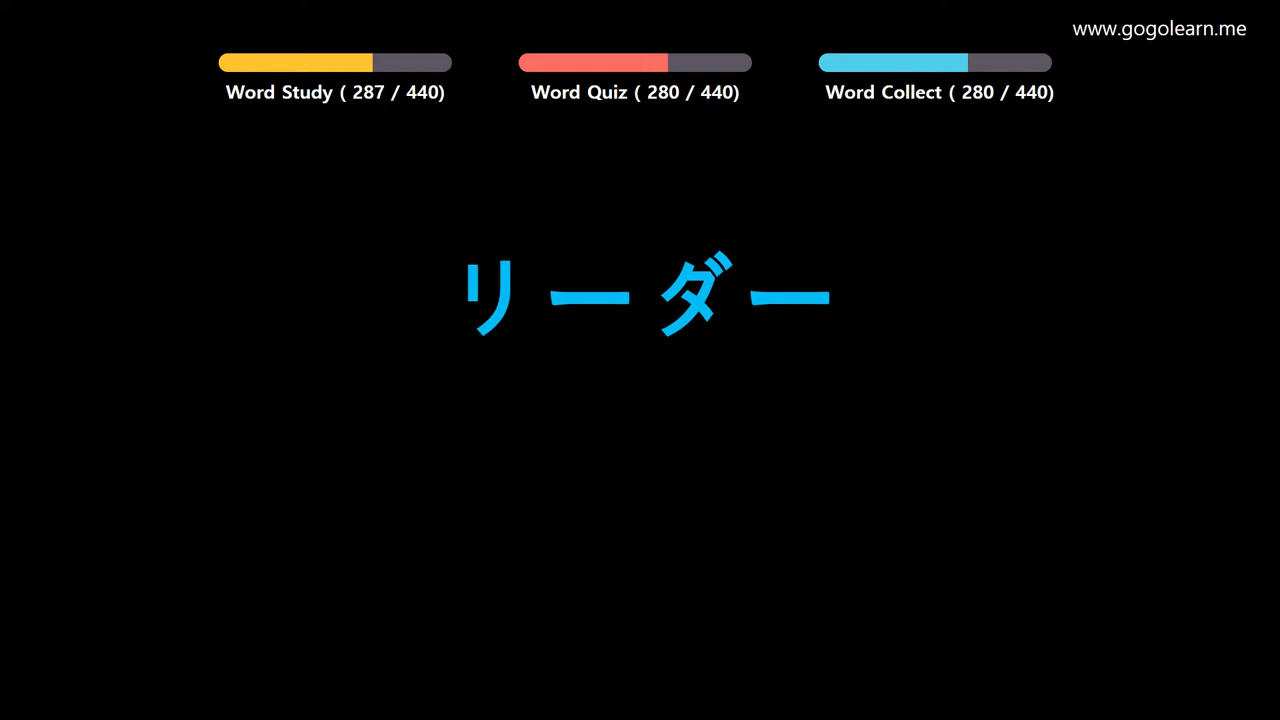 www.gogolearn.me
Word Study ( 287 / 440)
Word Quiz ( 280 / 440)
Word Collect ( 280 / 440)
リーダー